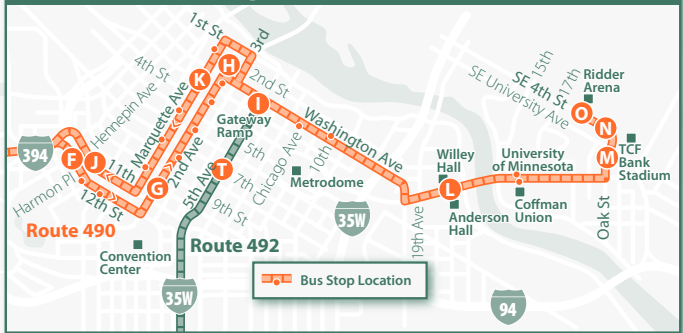 1st St
3rd
15th
17th
SE 4th St
SE University Ave
Ridder
Arena
4th St
Hennepin Ave
Marquette Ave
K
H
2nd St
I
Gateway
Ramp
Washington Ave
O
N
M
TCF
Bank
Stadium
394
F
J
11th
G
2nd Ave
5th
7th
9th St
T
5th Ave
Chicago Ave
10th
Metrodome
Willey
Hall
L
University
of Minnesota
Coffman
Union
Anderson
Hall
Oak St
19th Ave
35W
Harmon Pl
12th St
Route 490
Convention
Center
Route 492
35W
Bus Stop Location
94